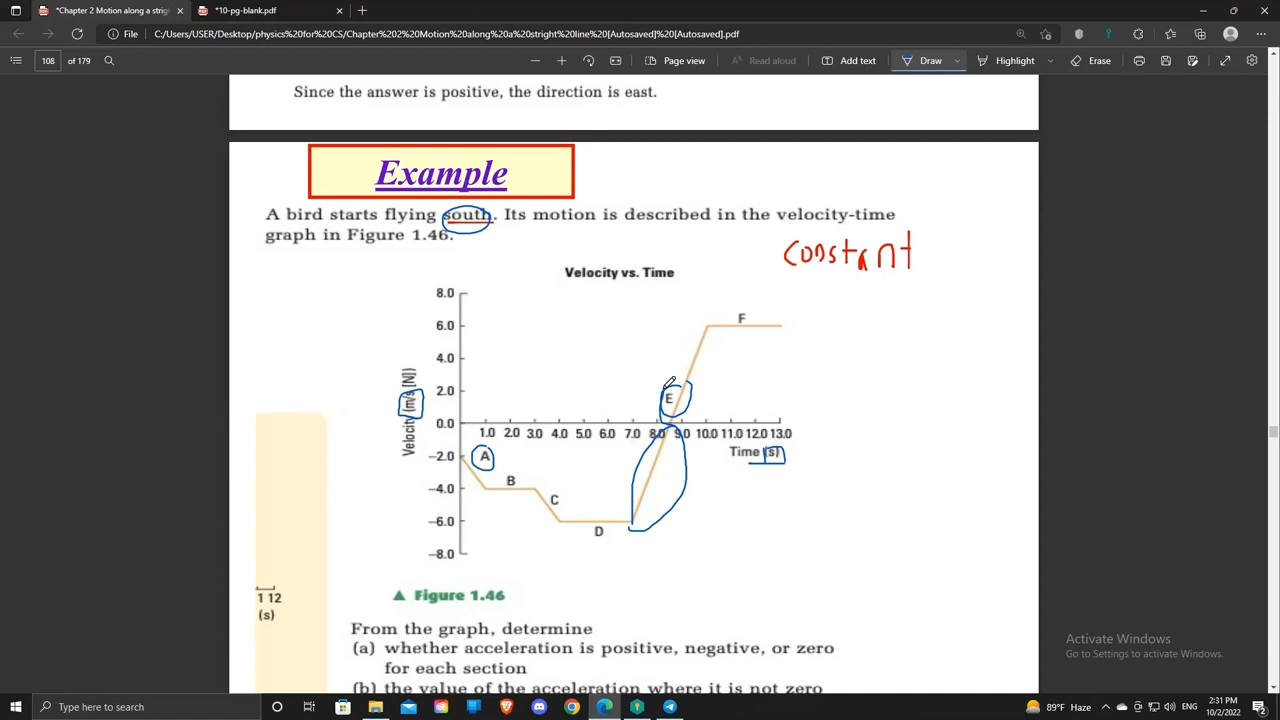 *Chapter 2 Motion along a strigh
*10-pg-blank.pdf
File
C:/Users/USER/Desktop/physics%20for%20CS/Chapter%202%20Motion%20along%20a%20stright%20line%20[Autosaved]%20[Autosaved].pdf
108 of 179
Page view
Read aloud
Add text
Draw
Highlight
Erase
Since the answer is positive, the direction is east.
Example
A bird starts flying south. Its motion is described in the velocity-time
graph in Figure 1.46.
constant
Velocity vs. Time
8.0
6.0
4.0
2.0
0.0
−2.0
−4.0
−6.0
−8.0
Velocity (m/s [N])
1.0 2.0 3.0 4.0 5.0 6.0 7.0 8.0 9.0 10.0 11.0 12.0 13.0
Time (s)
A
B
C
D
E
F
1 12
(s)
▲ Figure 1.46
From the graph, determine
(a) whether acceleration is positive, negative, or zero
for each section
(b) the value of the acceleration where it is not zero
Activate Windows
Go to Settings to activate Windows.
Type here to search
89°F Haze
2:31 PM
10/2/2022